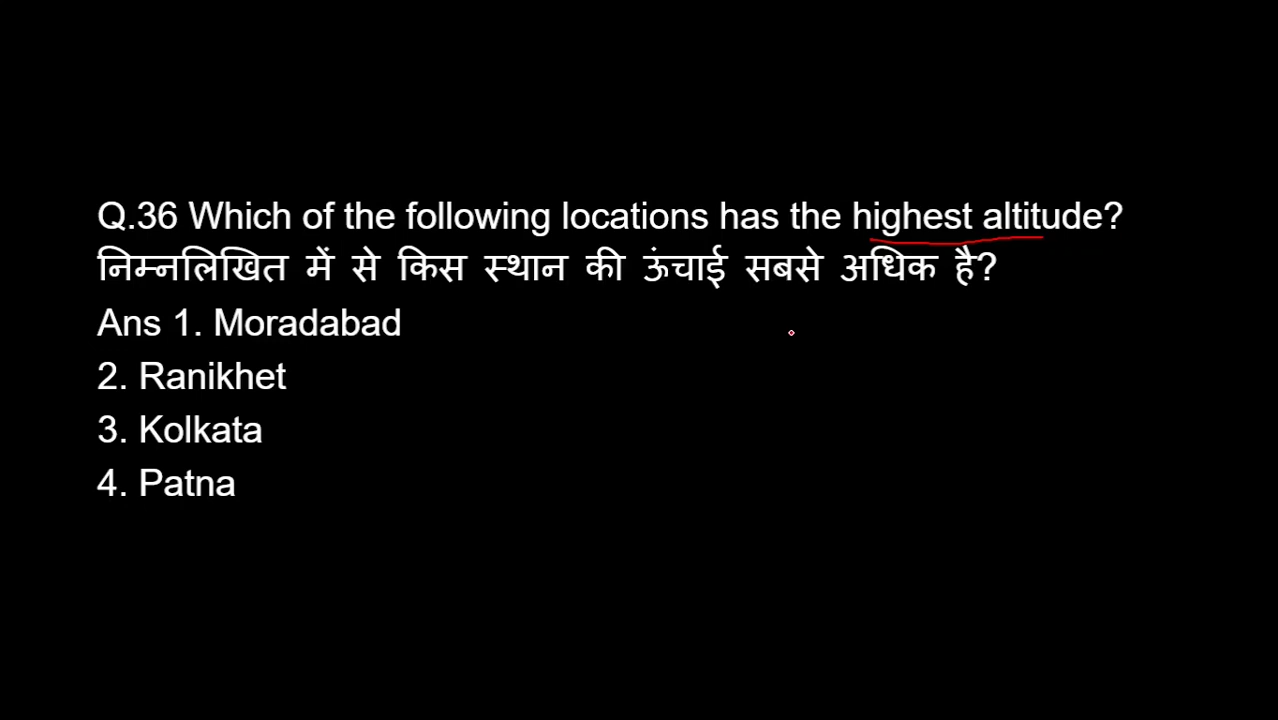 Q.36 Which of the following locations has the highest altitude?
निम्नलिखित में से किस स्थान की ऊंचाई सबसे अधिक है?
Ans 1. Moradabad
2. Ranikhet
3. Kolkata
4. Patna